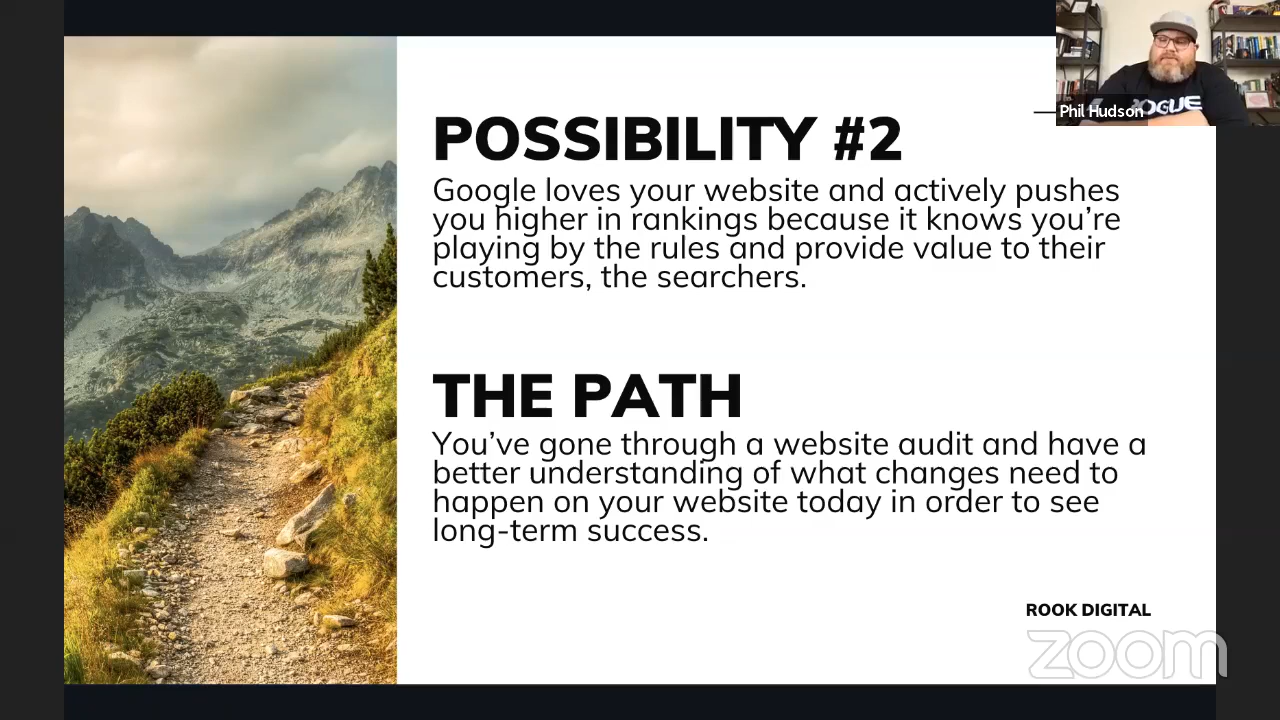 POSSIBILITY #2
Google loves your website and actively pushes
you higher in rankings because it knows you're
playing by the rules and provide value to their
customers, the searchers.
THE PATH
You've gone through a website audit and have a
better understanding of what changes need to
happen on your website today in order to see
long-term success.
ROOK DIGITAL
zoom
OGUE
Phil Hudson